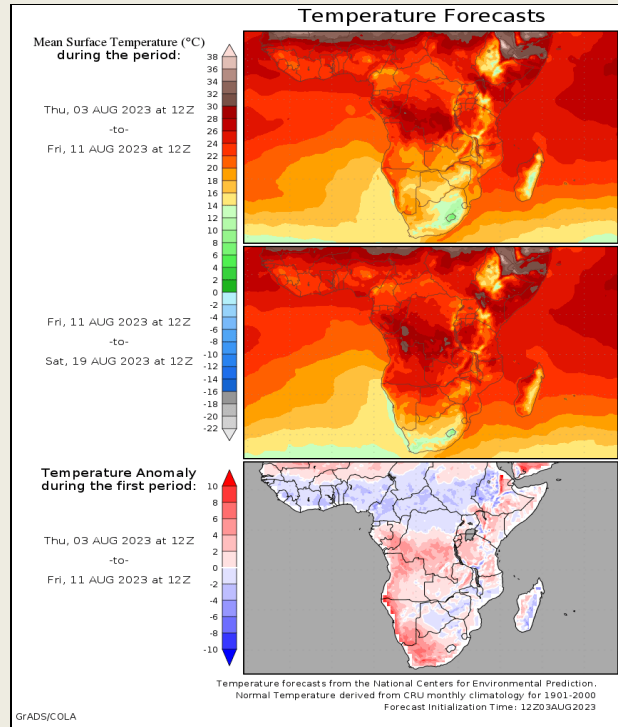 Temperature Forecasts
Mean Surface Temperature (°C)
during the period:
Thu, 03 AUG 2023 at 12Z
-to-
Fri, 11 AUG 2023 at 12Z
38
36
34
32
30
28
26
24
22
20
18
16
14
12
10
8
6
4
2
0
-2
-4
-6
-8
-10
-12
-14
-16
-18
-20
-22
Fri, 11 AUG 2023 at 12Z
-to-
Sat, 19 AUG 2023 at 12Z
Temperature Anomaly
during the first period:
Thu, 03 AUG 2023 at 12Z
-to-
Fri, 11 AUG 2023 at 12Z
10
8
6
4
2
0
-2
-4
-6
-8
-10
Temperature forecasts from the National Centers for Environmental Prediction.
Normal Temperature derived from CRU monthly climatology for 1901-2000
Forecast Initialization Time: 12Z03AUG2023
GrADS/COLA